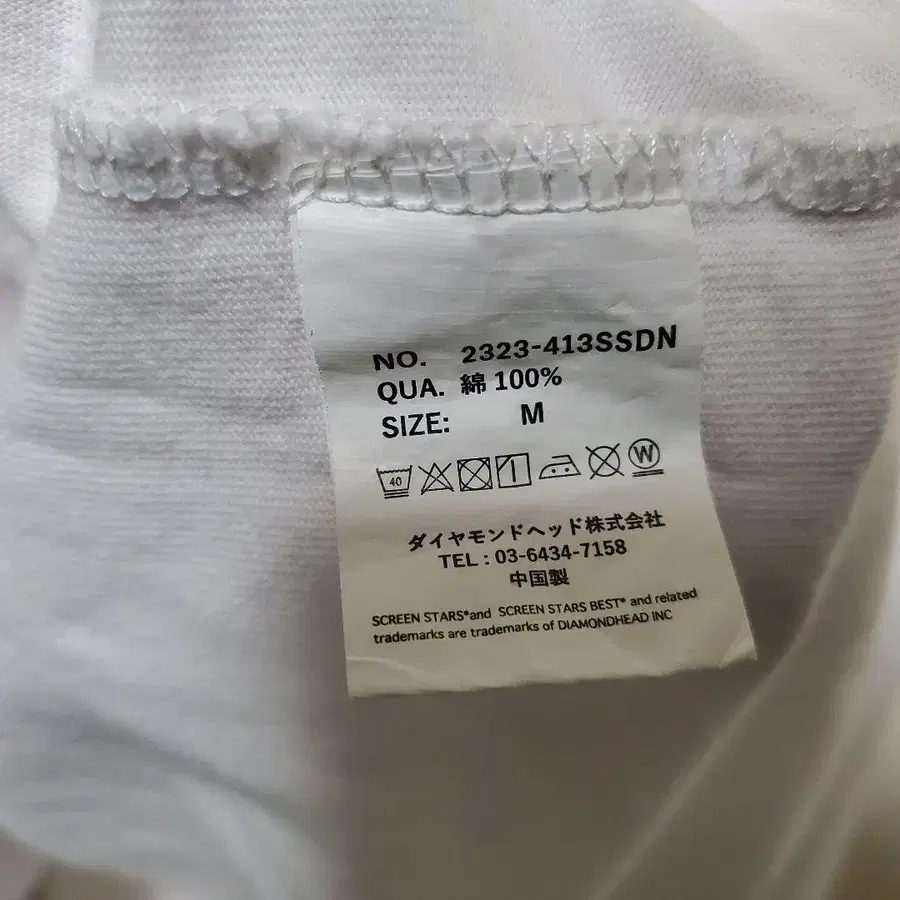 NO. 2323-413SSDN
QUA. 綿 100%
SIZE: M
40 W
ダイヤモンドヘッド株式会社
TEL : 03-6434-7158
中国製
SCREEN STARS®and SCREEN STARS BEST® and related
trademarks are trademarks of DIAMONDHEAD INC